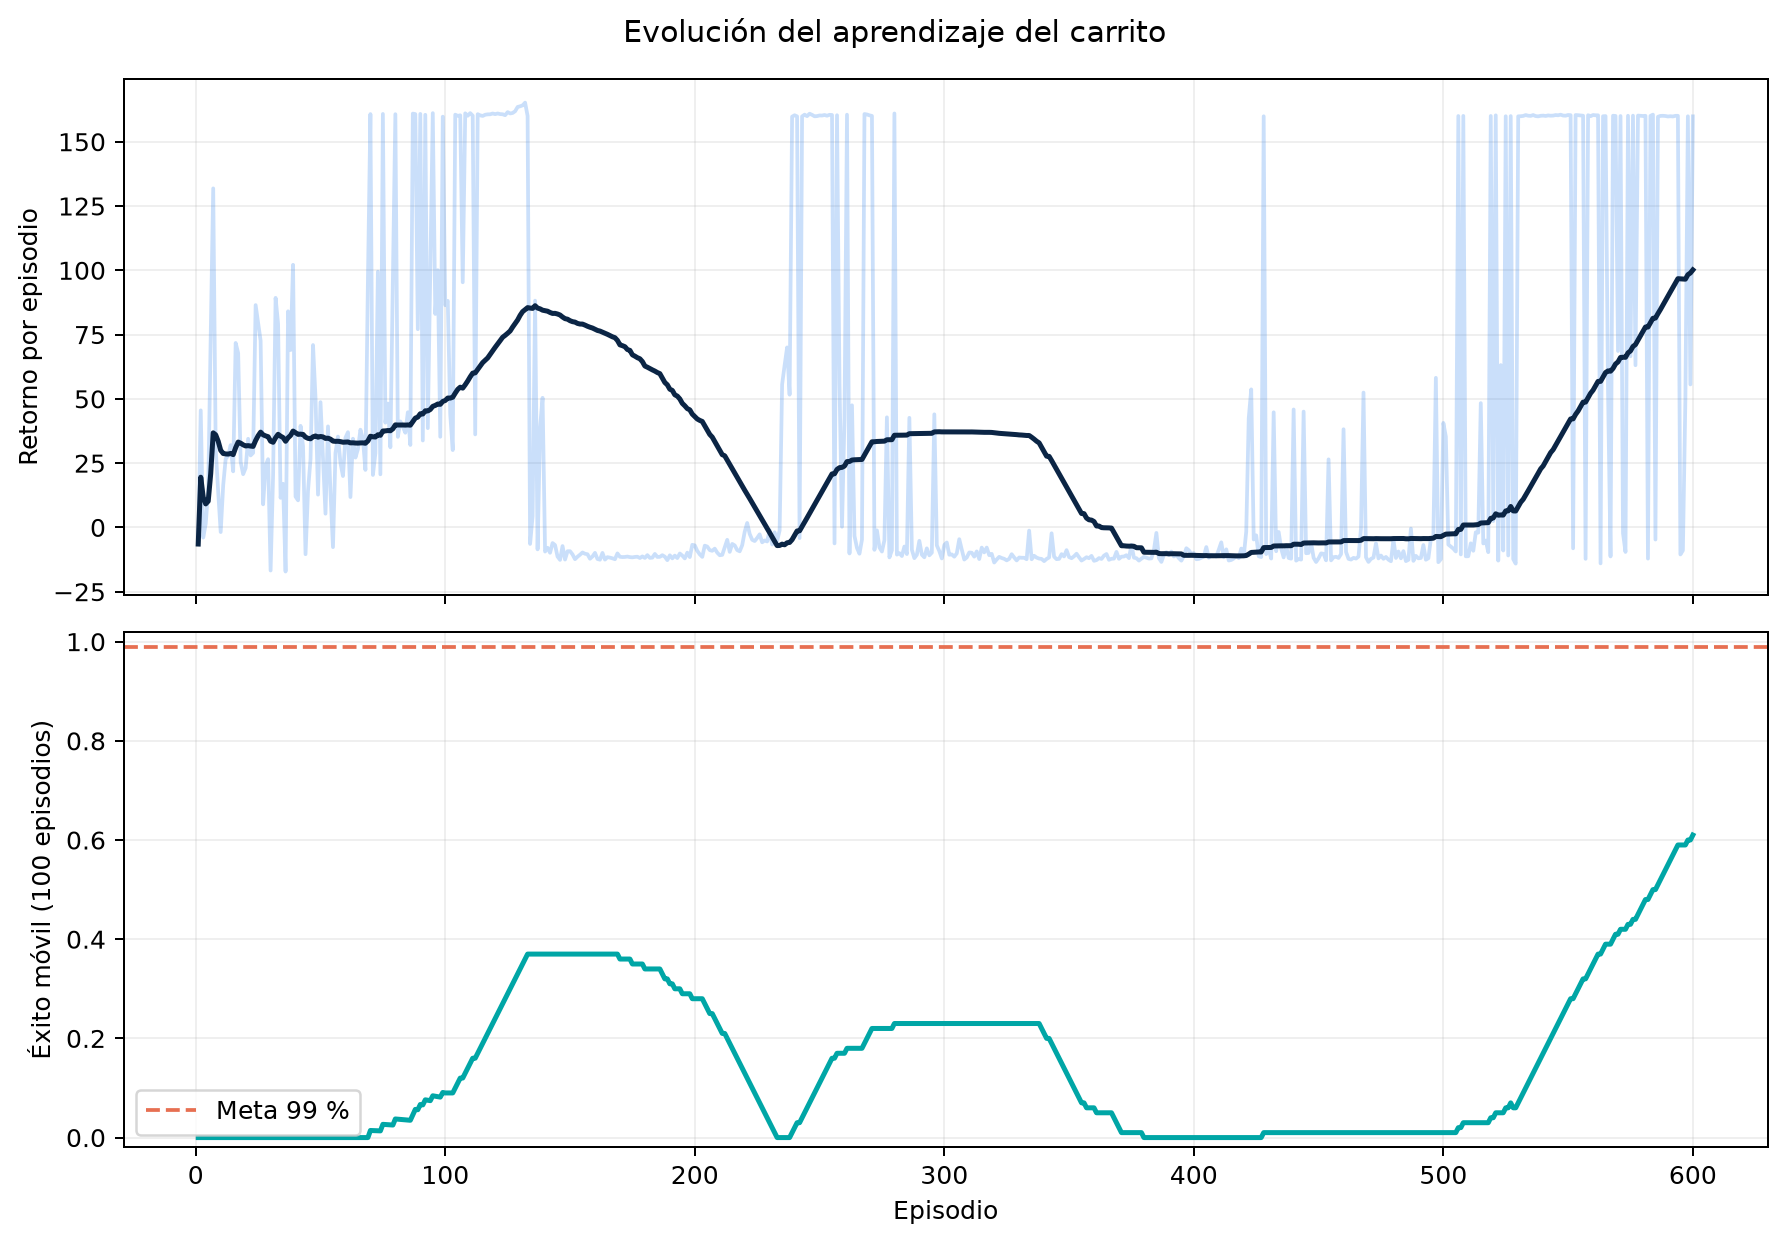 Evolución del aprendizaje del carrito
Retorno por episodio
150
125
100
75
50
25
0
−25
Éxito móvil (100 episodios)
1.0
0.8
0.6
0.4
0.2
0.0
Meta 99 %
0 100 200 300 400 500 600
Episodio